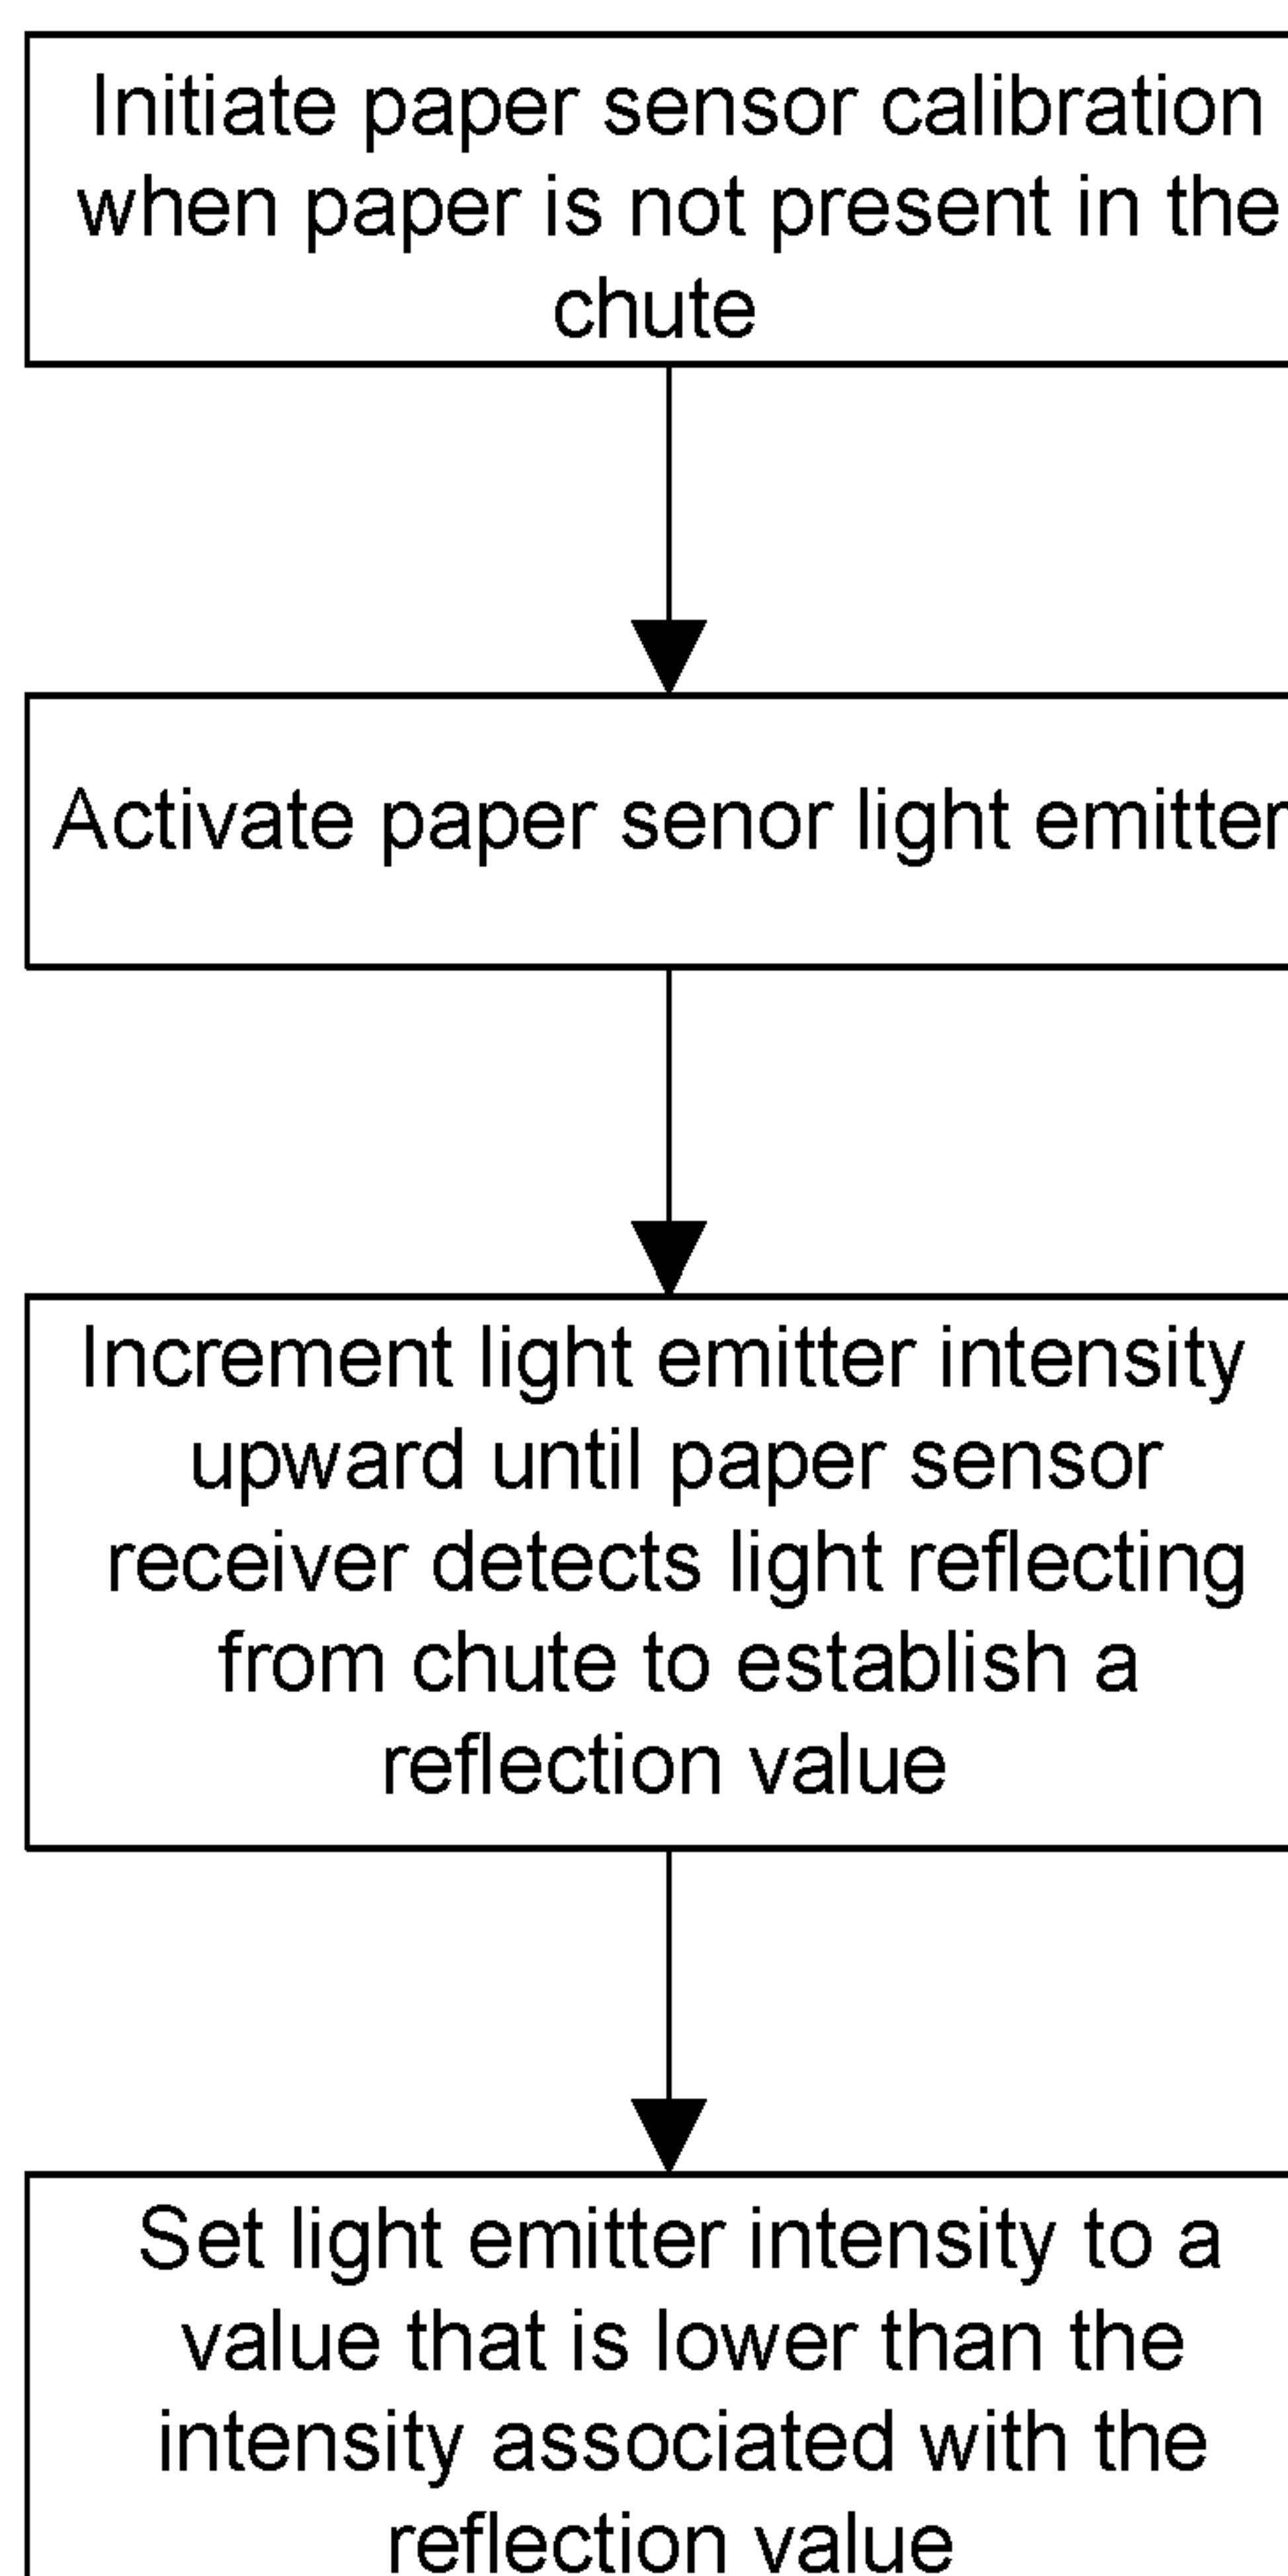 Initiate paper sensor calibration
when paper is not present in the
chute
Activate paper senor light emitter
Increment light emitter intensity
upward until paper sensor
receiver detects light reflecting
from chute to establish a
reflection value
Set light emitter intensity to a
value that is lower than the
intensity associated with the
reflection value